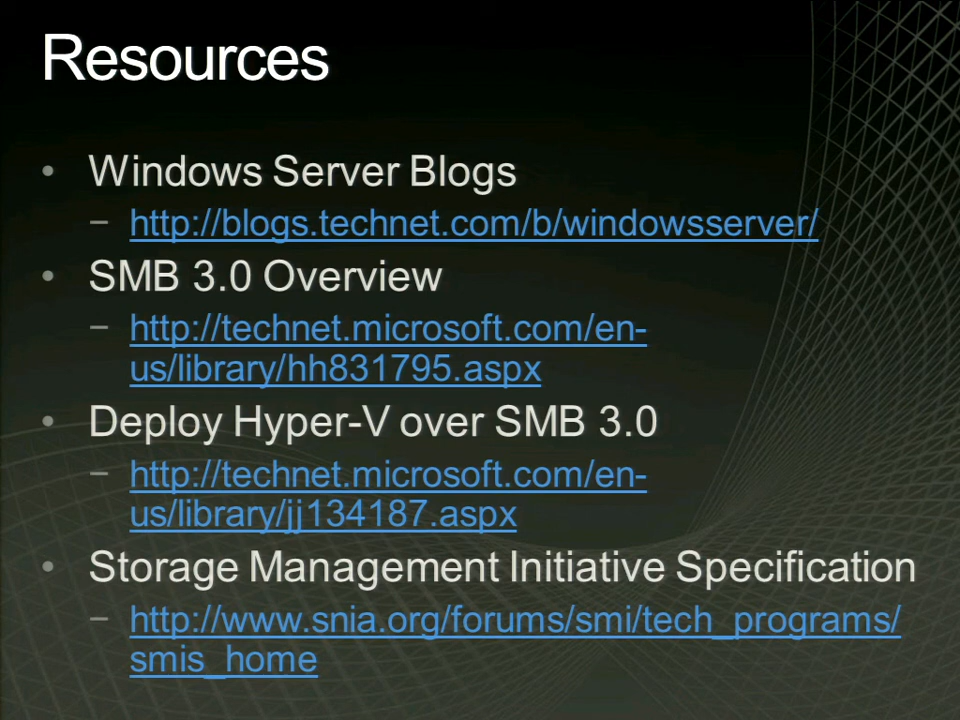 Resources
• Windows Server Blogs
– http://blogs.technet.com/b/windowsserver/
• SMB 3.0 Overview
– http://technet.microsoft.com/en-
us/library/hh831795.aspx
• Deploy Hyper-V over SMB 3.0
– http://technet.microsoft.com/en-
us/library/jj134187.aspx
• Storage Management Initiative Specification
– http://www.snia.org/forums/smi/tech_programs/
smis_home